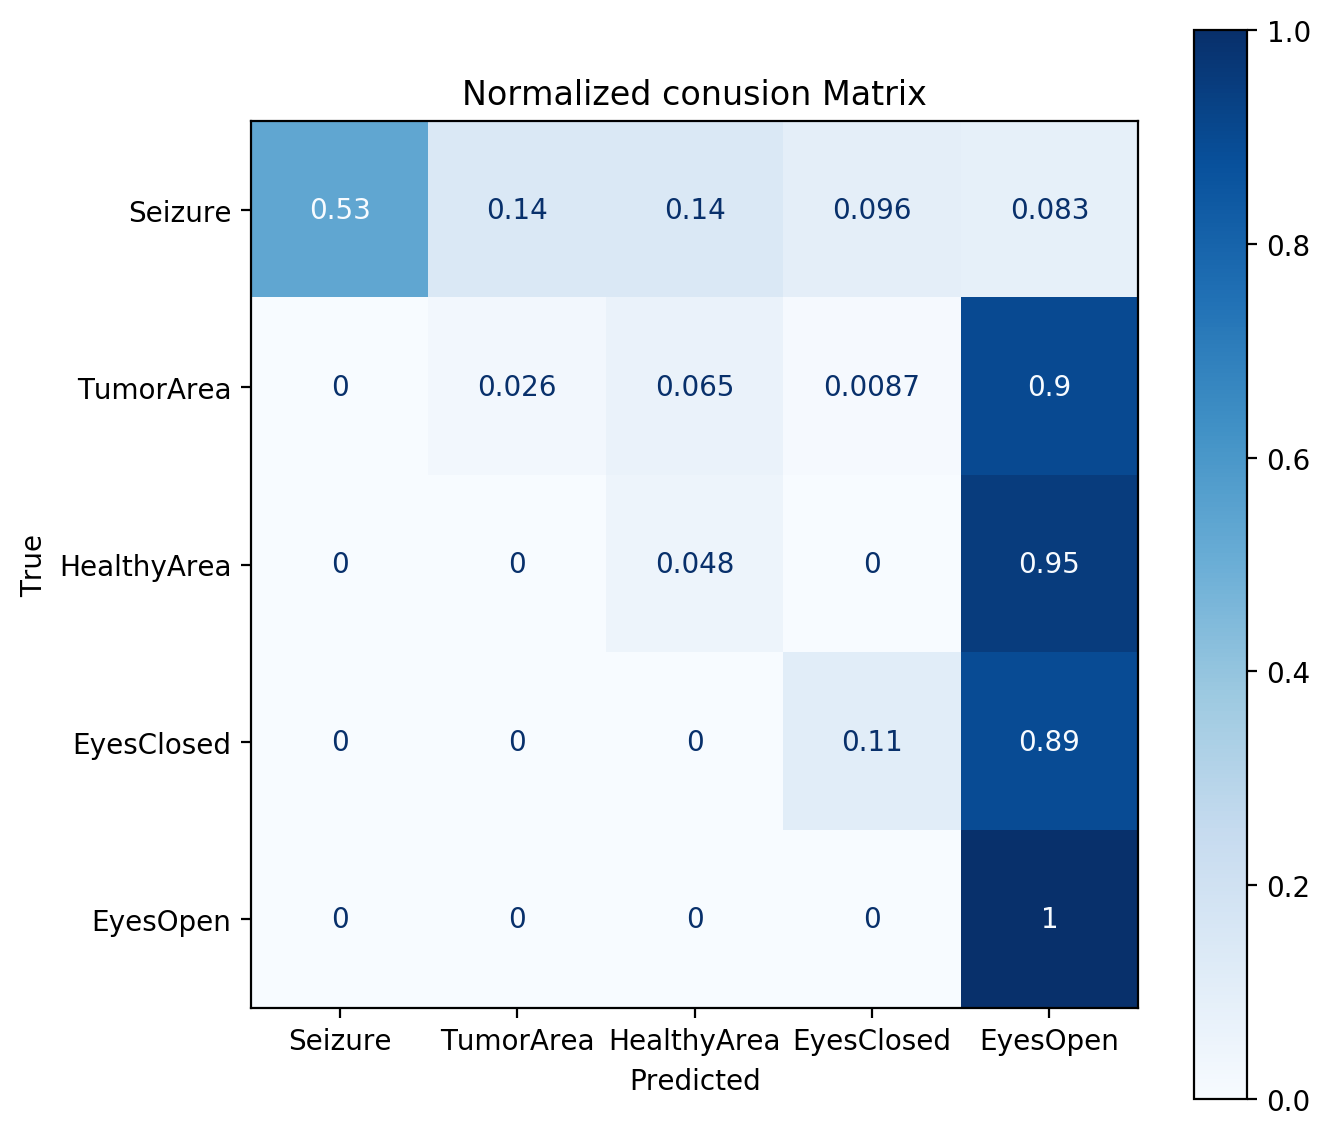 Normalized conusion Matrix
1.0
Seizure 0.53 0.14 0.14 0.096 0.083
0.8
TumorArea 0 0.026 0.065 0.0087 0.9
0.6
True
HealthyArea 0 0 0.048 0 0.95
0.4
EyesClosed 0 0 0 0.11 0.89
0.2
EyesOpen 0 0 0 0 1
Seizure TumorArea HealthyArea EyesClosed EyesOpen
Predicted
0.0